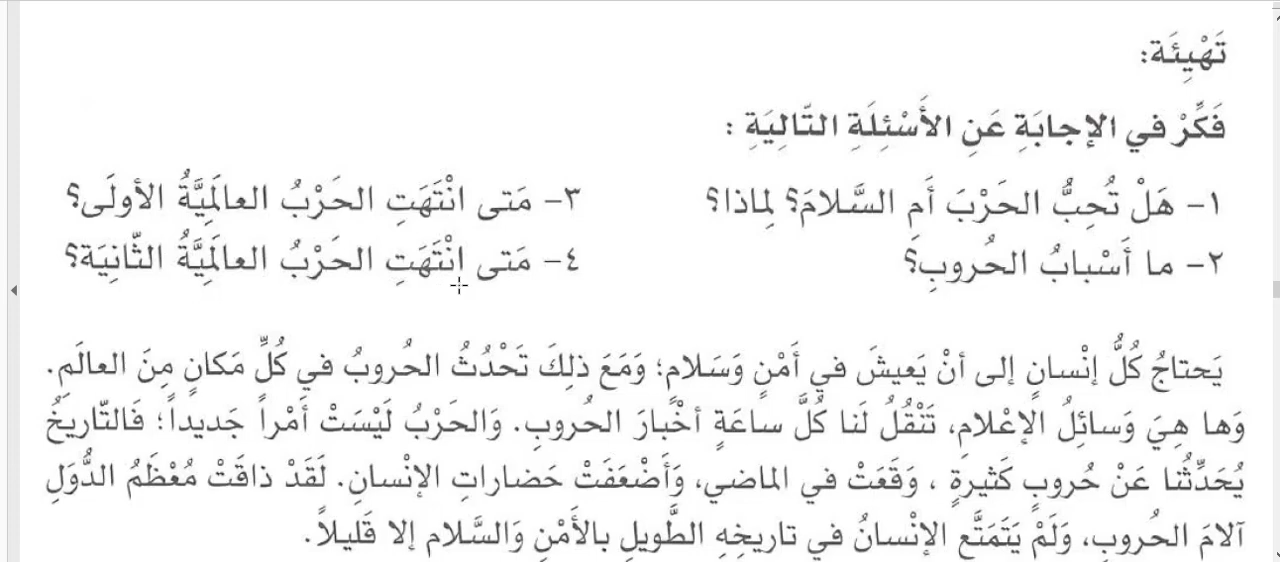 تَهْيِئَة:
فَكِّرْ في الإجابَةِ عَنِ الأَسْئِلَةِ التّالِيَةِ :
١- هَلْ تُحِبُّ الحَرْبَ أَم السَّلامَ؟ لِماذا؟
٢- ما أَسْبابُ الحُروبِ؟
٣- مَتى انْتَهَتِ الحَرْبُ العالَمِيَّةُ الأولَى؟
٤- مَتى انْتَهَتِ الحَرْبُ العالَمِيَّةُ الثّانِيَة؟
يَحتاجُ كُلُّ إنْسانٍ إلى أنْ يَعيشَ في أَمْنٍ وَسَلامٍ؛ وَمَعَ ذلِكَ تَحْدُثُ الحُروبُ في كُلِّ مَكانٍ مِنَ العالَمِ.
وَها هِيَ وَسائِلُ الإعْلامِ، تَنْقُلُ لَنا كُلَّ ساعَةٍ أخْبارَ الحُروبِ. وَالحَرْبُ لَيْسَتْ أَمْراً جَديداً؛ فَالتّاريخُ
يُحَدِّثُنا عَنْ حُروبٍ كَثيرَةٍ ، وَقَعَتْ في الماضي، وَأَضْعَفَتْ حَضاراتِ الإنْسانِ. لَقَدْ ذاقَتْ مُعْظَمُ الدُّوَلِ
آلامَ الحُروبِ، وَلَمْ يَتَمَتَّعِ الإنْسانُ في تاريخِهِ الطَّويلِ بالأَمْنِ وَالسَّلام إلا قَليلاً.